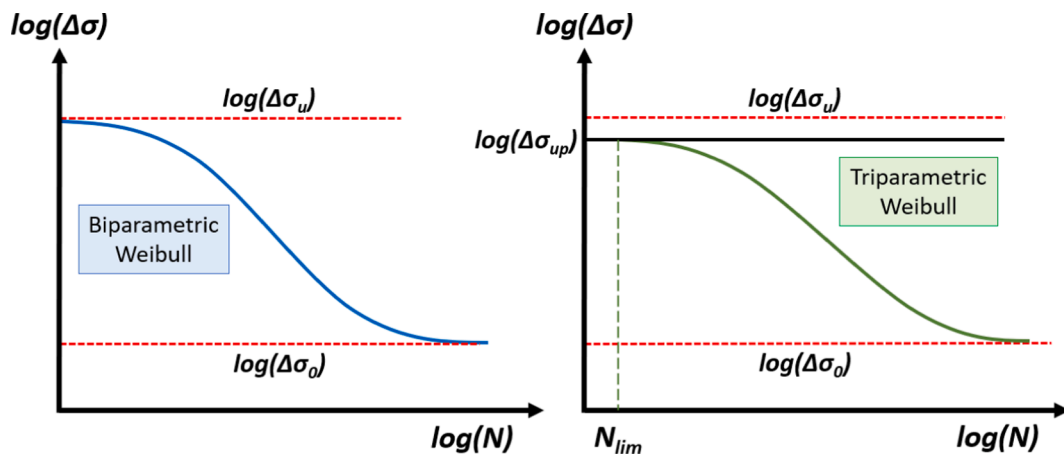 log(Δσ)
log(Δσu)
Biparametric
Weibull
log(Δσ0)
log(N)
log(Δσ)
log(Δσu)
log(Δσup)
Triparametric
Weibull
log(Δσ0)
Nlim
log(N)